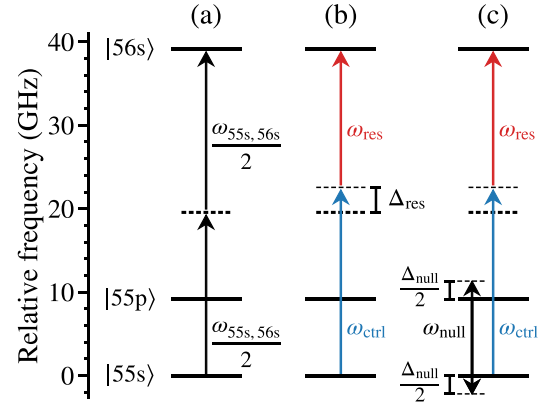 (a) (b) (c)
Relative frequency (GHz)
40
30
20
10
0
|56s⟩
|55p⟩
|55s⟩
ω55s, 56s
2
ω55s, 56s
2
ωres
Δres
ωctrl
ωres
Δnull
2
ωnull
ωctrl
Δnull
2